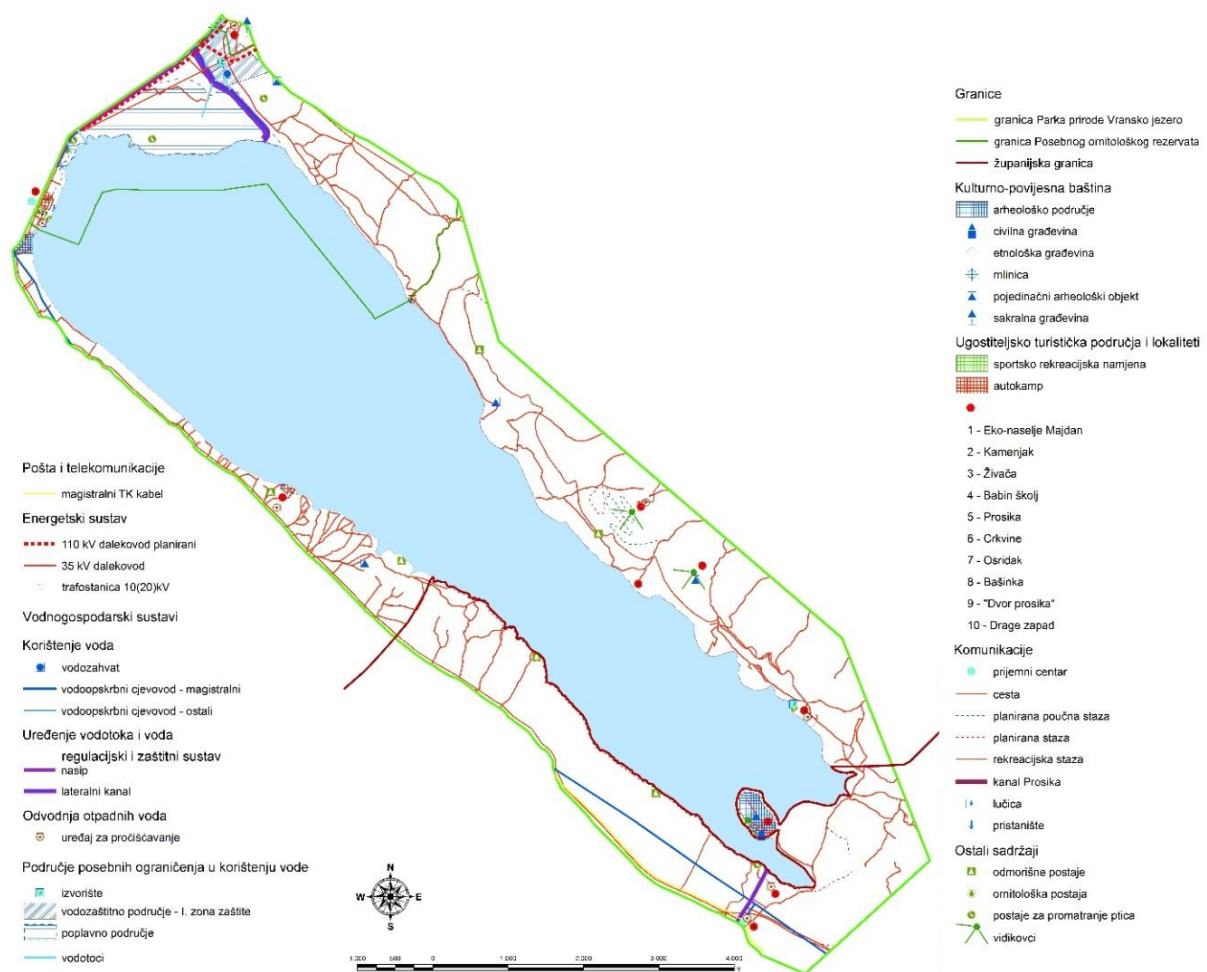 Pošta i telekomunikacije
magistralni TK kabel
Energetski sustav
110 kV dalekovod planirani
35 kV dalekovod
trafostanica 10(20)kV
Vodnogospodarski sustavi
Korištenje voda
vodozahvat
vodoopskrbni cjevovod - magistralni
vodoopskrbni cjevovod - ostali
Uređenje vodotoka i voda
regulacijski i zaštitni sustav
nasip
lateralni kanal
Odvodnja otpadnih voda
uređaj za pročišćavanje
Područje posebnih ograničenja u korištenju vode
izvorište
vodozaštitno područje - I. zona zaštite
poplavno područje
vodotoci
N
W
E
S
1.000
500
0
1.000
2.000
3.000
4.000
Granice
granica Parka prirode Vransko jezero
granica Posebnog ornitološkog rezervata
županijska granica
Kulturno-povijesna baština
arheološko područje
civilna građevina
etnološka građevina
mlinica
pojedinačni arheološki objekt
sakralna građevina
Ugostiteljsko turistička područja i lokaliteti
sportsko rekreacijska namjena
autokamp
1 - Eko-naselje Majdan
2 - Kamenjak
3 - Živača
4 - Babin školj
5 - Prosika
6 - Crkvine
7 - Osridak
8 - Bašinka
9 - "Dvor prosika"
10 - Drage zapad
Komunikacije
prijemni centar
cesta
planirana poučna staza
planirana staza
rekreacijska staza
kanal Prosika
lučica
pristanište
Ostali sadržaji
odmorišne postaje
ornitološka postaja
postaje za promatranje ptica
vidikovci